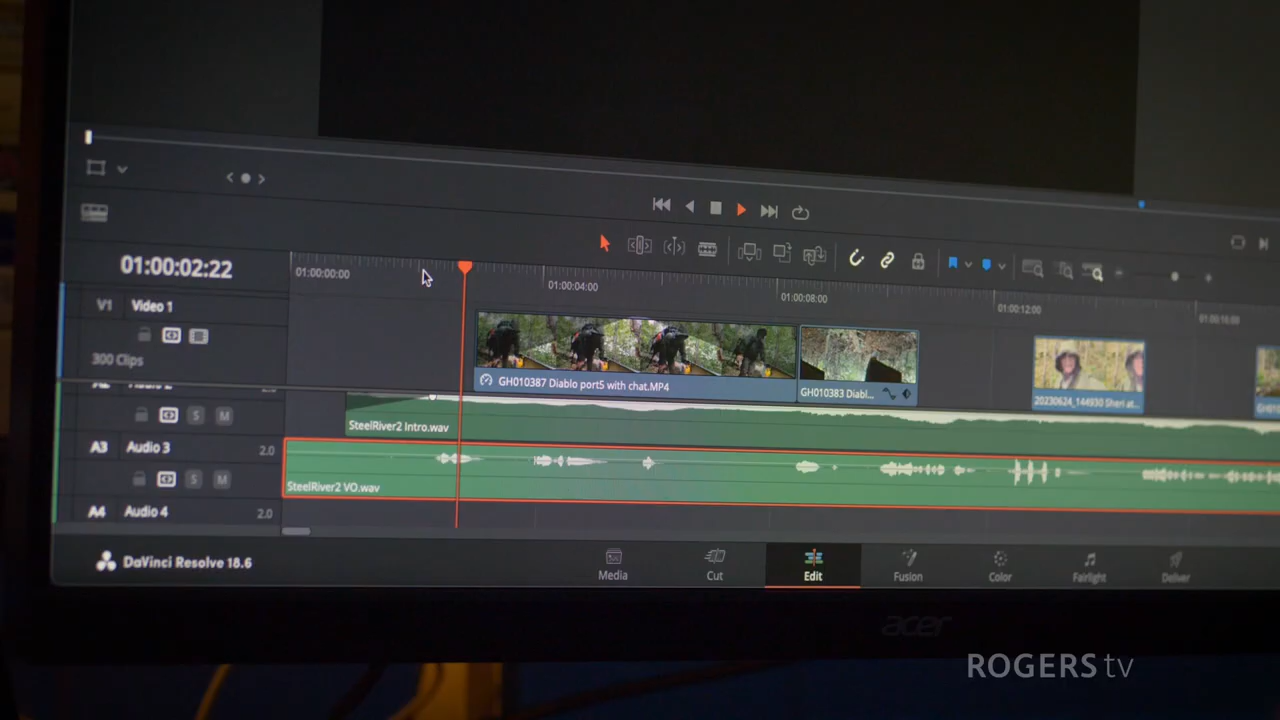 01:00:02:22
01:00:00:00
01:00:04:00
01:00:08:00
01:00:12:00
01:00:16:00
V1 Video 1
300 Clips
GH010387 Diablo port5 with chat.MP4
GH010383 Diabl...
20230624_144930 Sheri at...
S M
SteelRiver2 Intro.wav
A3 Audio 3 2.0
S M
SteelRiver2 VO.wav
A4 Audio 4 2.0
DaVinci Resolve 18.6
Media
Cut
Edit
Fusion
Color
Fairlight
Deliver
acer
ROGERS tv